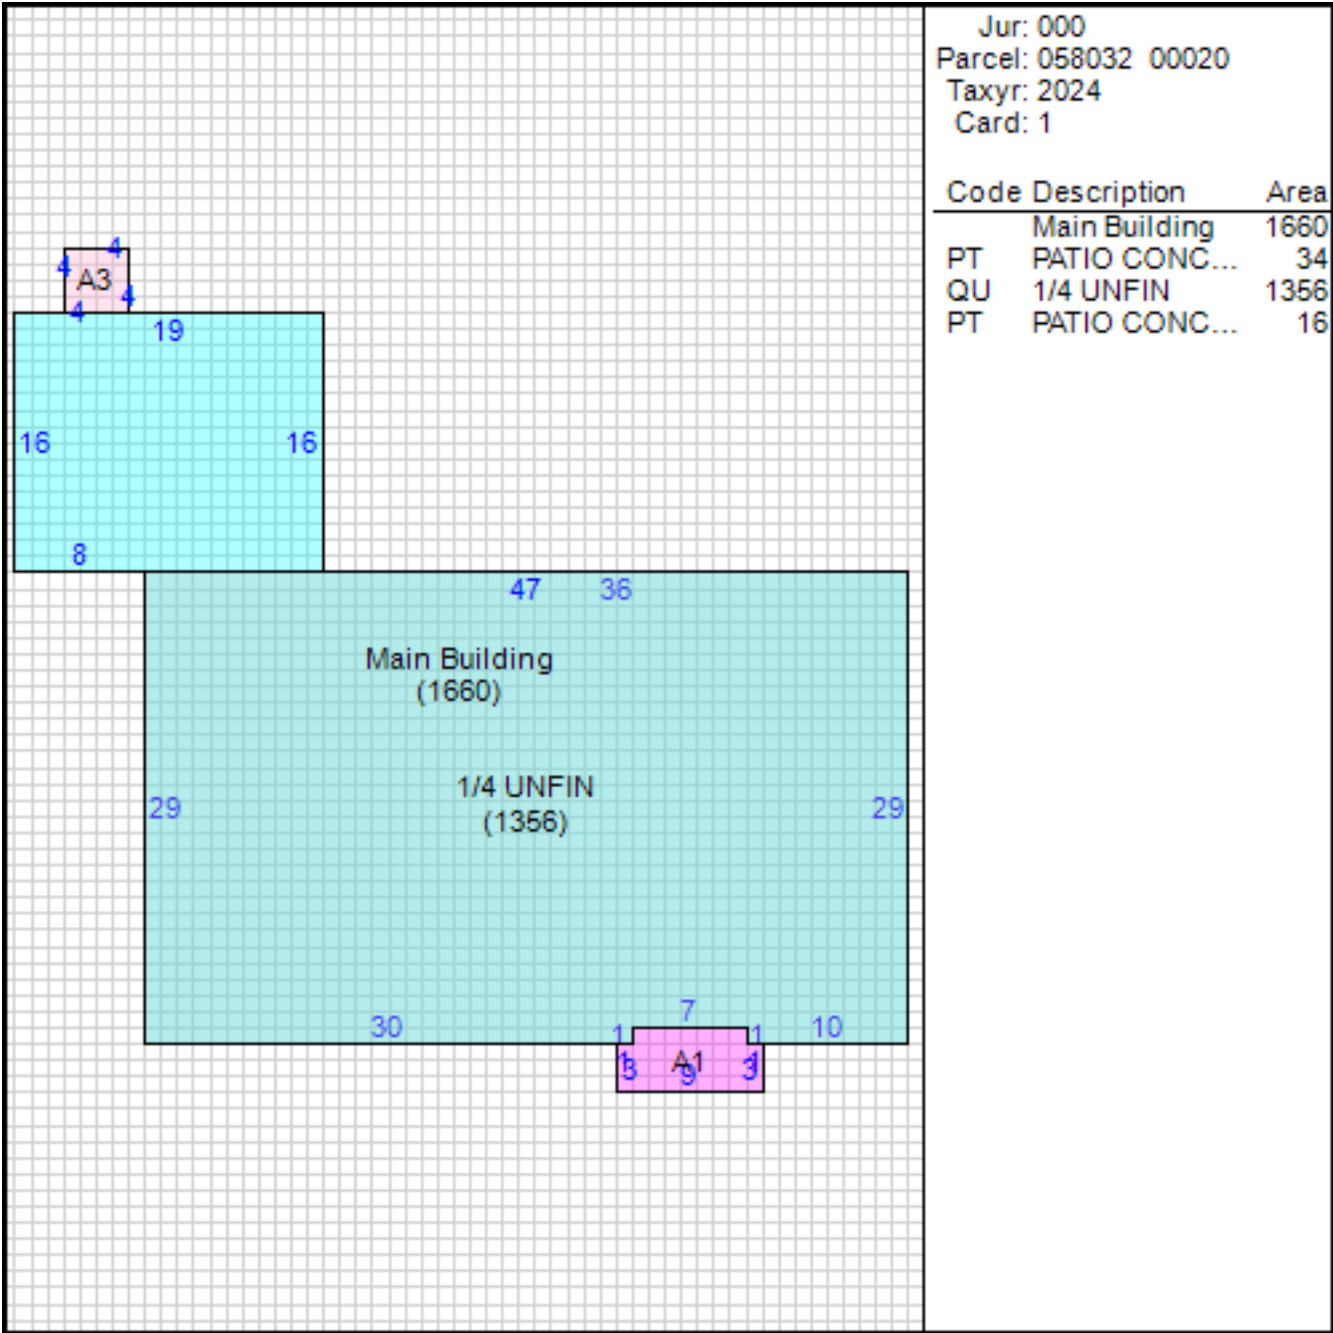 Jur: 000
Parcel: 058032 00020
Taxyr: 2024
Card: 1
Code Description Area
Main Building 1660
PT PATIO CONC... 34
QU 1/4 UNFIN 1356
PT PATIO CONC... 16
4
4
A3
4
4
19
16 16
8
47 36
Main Building
(1660)
1/4 UNFIN
(1356)
29 29
30 7 10
1 1
1 A1 1
3 9 3